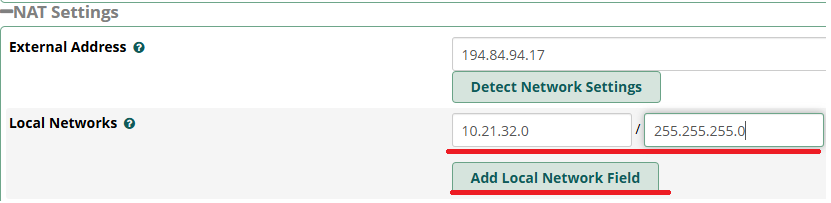 NAT Settings
External Address ?
194.84.94.17
Detect Network Settings
Local Networks ?
10.21.32.0 / 255.255.255.0
Add Local Network Field